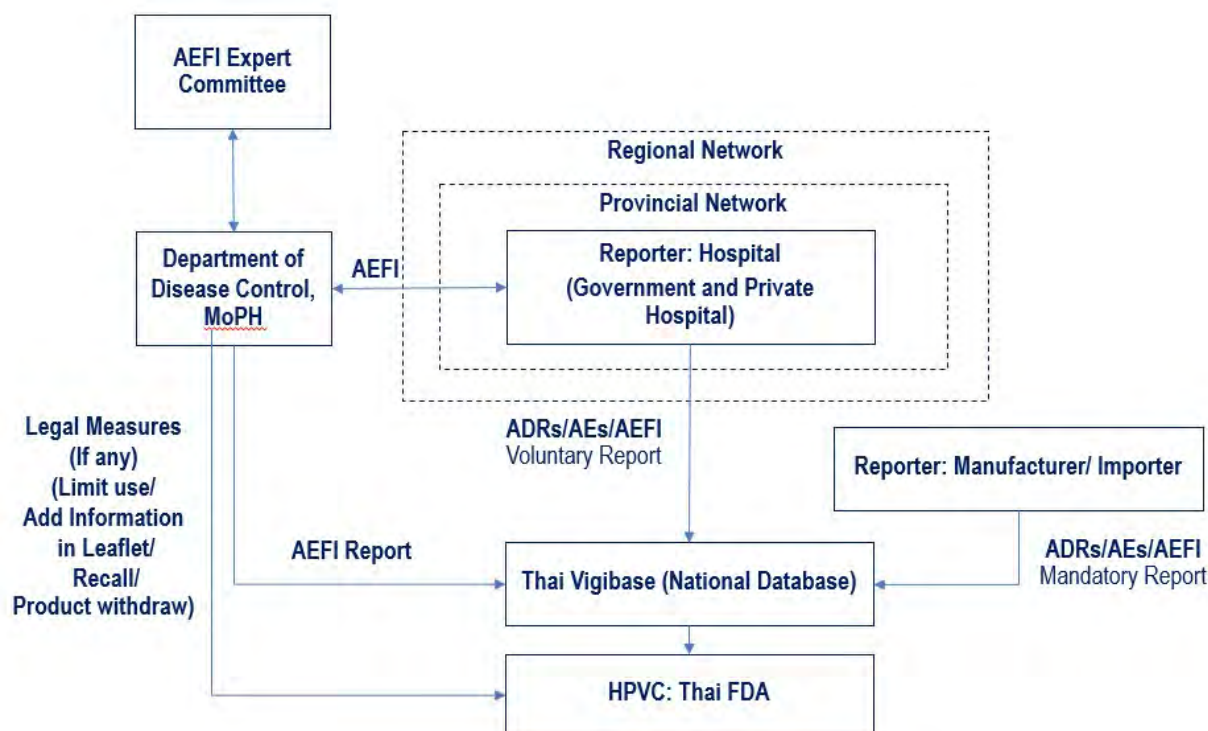 AEFI Expert
Committee
Regional Network
Provincial Network
Reporter: Hospital
(Government and Private
Hospital)
Department of
Disease Control,
MoPH
AEFI
Legal Measures
(If any)
(Limit use/
Add Information
in Leaflet/
Recall/
Product withdraw)
ADRs/AEs/AEFI
Voluntary Report
Reporter: Manufacturer/ Importer
ADRs/AEs/AEFI
Mandatory Report
AEFI Report
Thai Vigibase (National Database)
HPVC: Thai FDA